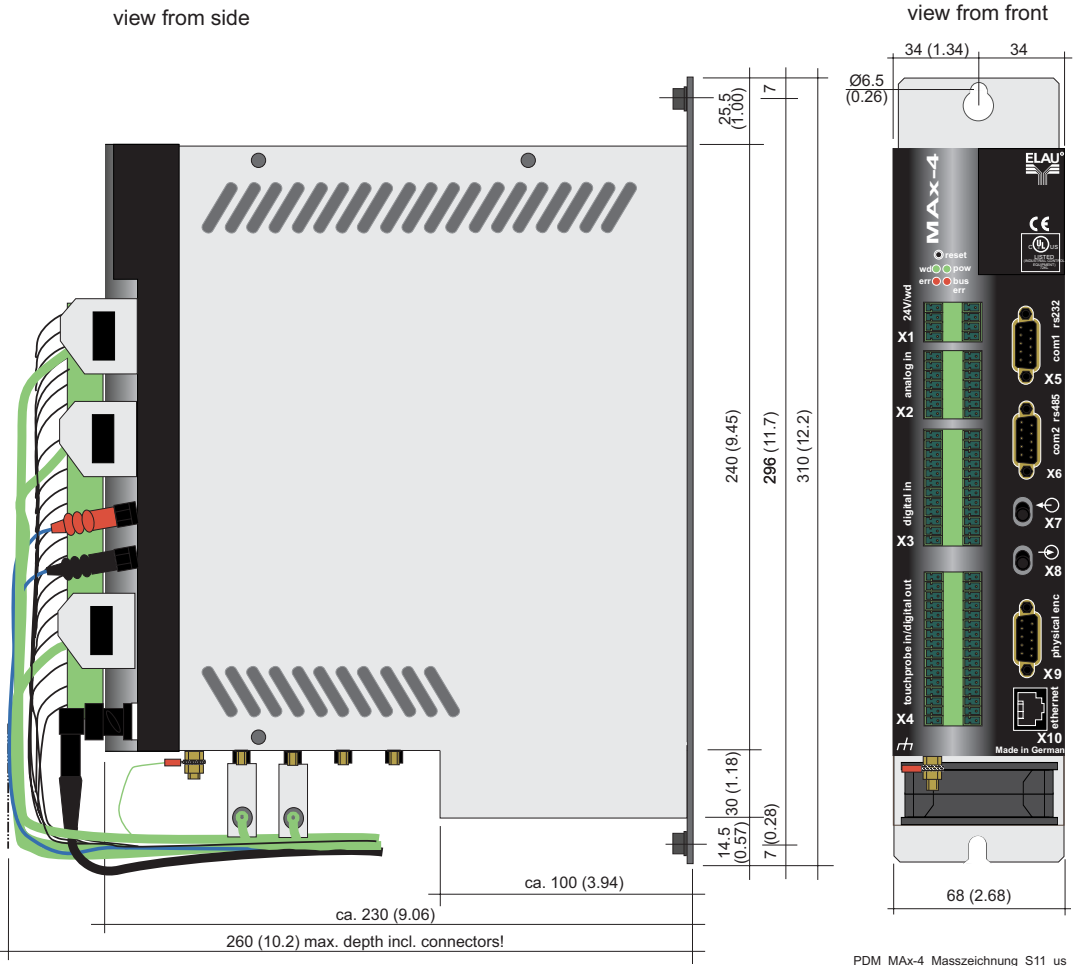 view from side
view from front
34 (1.34)
34
Ø6.5
(0.26)
25.5
(1.00)
7
240 (9.45)
296 (11.7)
310 (12.2)
30 (1.18)
14.5
(0.57)
7 (0.28)
ca. 100 (3.94)
ca. 230 (9.06)
260 (10.2) max. depth incl. connectors!
MAx-4
ELAU
CE
C UL US
LISTED
reset
wd pow
err bus
err
24V/wd
X1
analog in
X2
digital in
X3
touchprobe in/digital out
X4
com1 rs232
X5
com2 rs485
X6
X7
X8
physical enc
X9
ethernet
X10
Made in German
68 (2.68)
PDM MAx-4 Masszeichnung S11 us